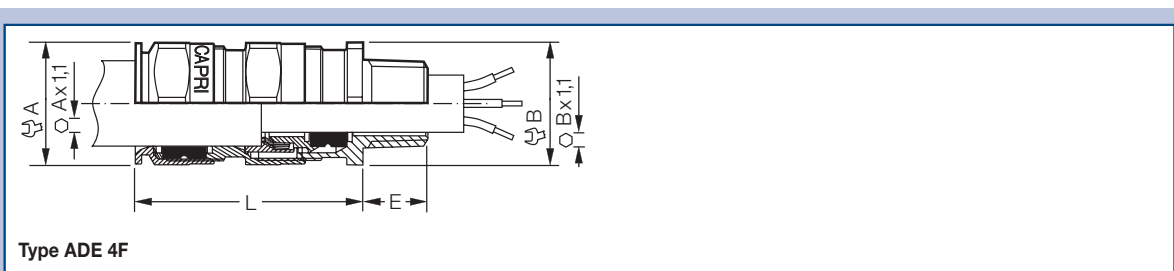 CAPRI
A
A x 1,1
B
B x 1,1
L
E
Type ADE 4F